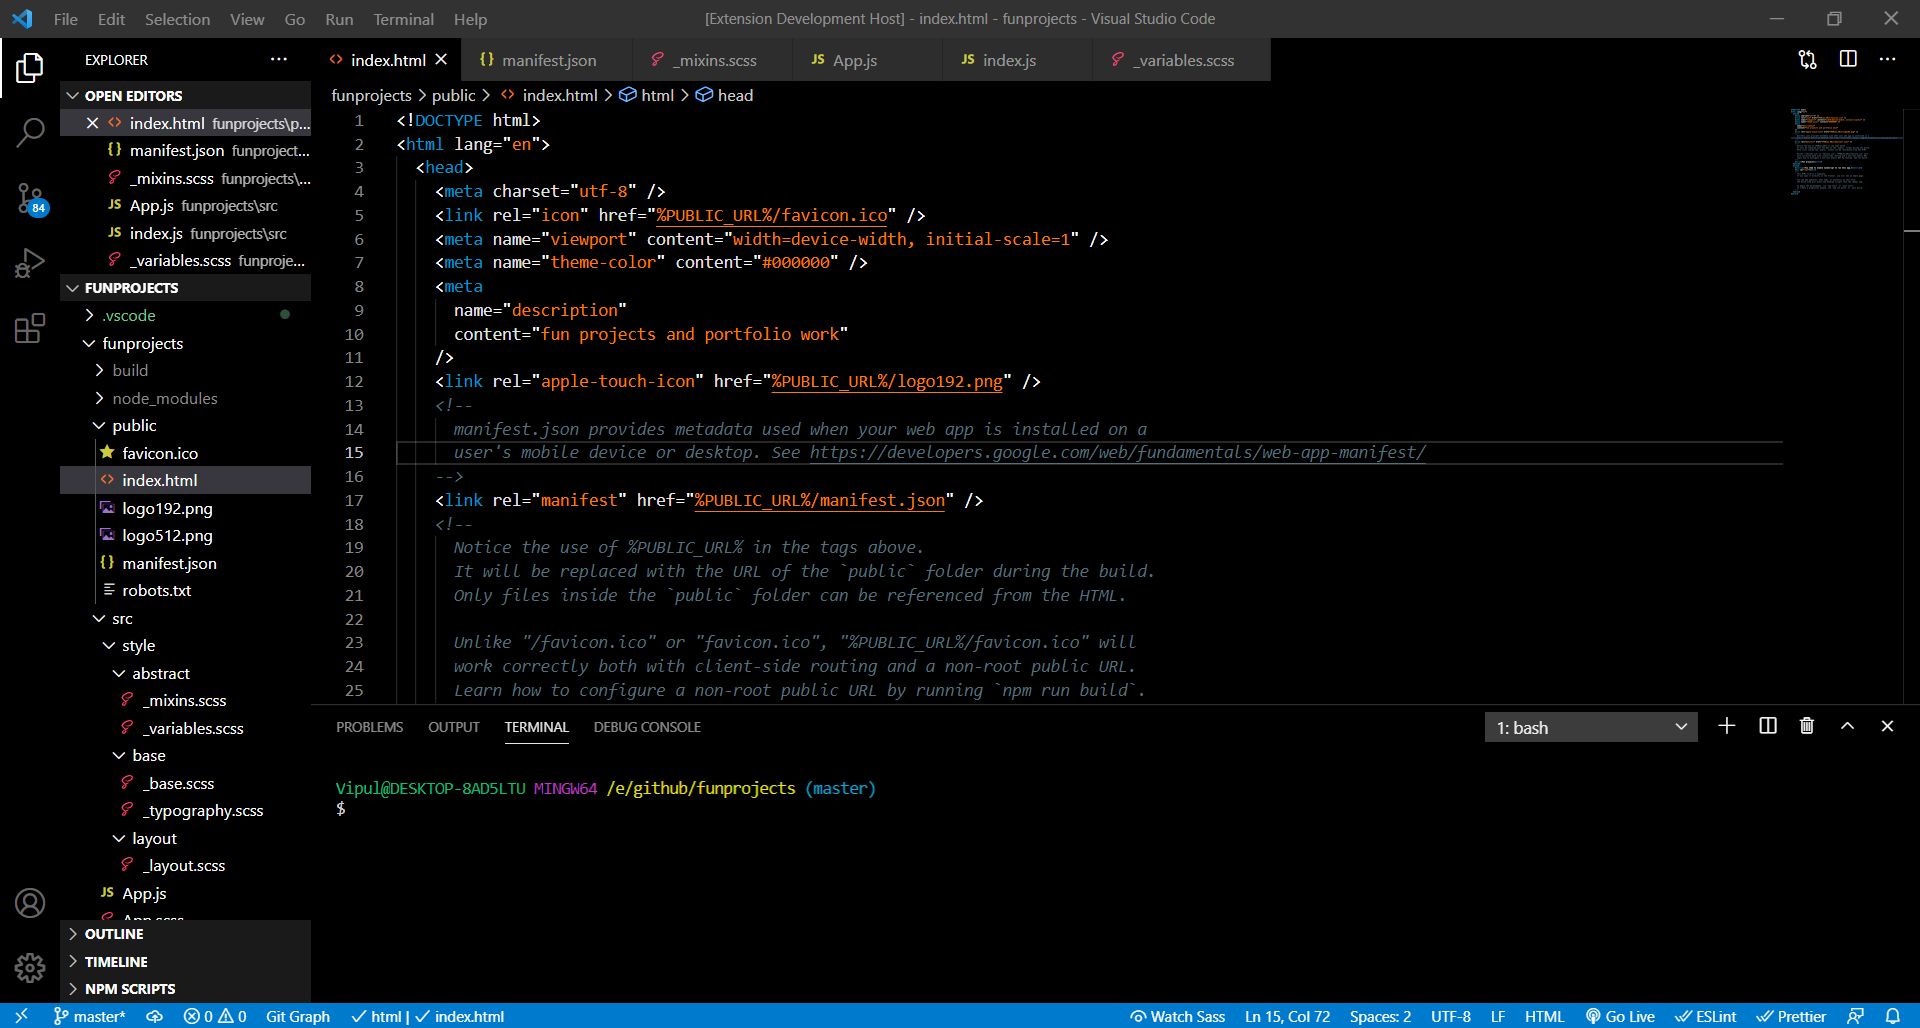 File Edit Selection View Go Run Terminal Help
[Extension Development Host] - index.html - funprojects - Visual Studio Code
EXPLORER
OPEN EDITORS
index.html funprojects\p...
manifest.json funproject...
_mixins.scss funprojects\...
App.js funprojects\src
index.js funprojects\src
_variables.scss funproje...
FUNPROJECTS
.vscode
funprojects
build
node_modules
public
favicon.ico
index.html
logo192.png
logo512.png
manifest.json
robots.txt
src
style
abstract
_mixins.scss
_variables.scss
base
_base.scss
_typography.scss
layout
_layout.scss
App.js
App.scss
OUTLINE
TIMELINE
NPM SCRIPTS
84
index.html manifest.json _mixins.scss App.js index.js _variables.scss
funprojects > public > index.html > html > head
1 <!DOCTYPE html>
2 <html lang="en">
3 <head>
4 <meta charset="utf-8" />
5 <link rel="icon" href="%PUBLIC_URL%/favicon.ico" />
6 <meta name="viewport" content="width=device-width, initial-scale=1" />
7 <meta name="theme-color" content="#000000" />
8 <meta
9 name="description"
10 content="fun projects and portfolio work"
11 />
12 <link rel="apple-touch-icon" href="%PUBLIC_URL%/logo192.png" />
13 <!--
14 manifest.json provides metadata used when your web app is installed on a
15 user's mobile device or desktop. See https://developers.google.com/web/fundamentals/web-app-manifest/
16 -->
17 <link rel="manifest" href="%PUBLIC_URL%/manifest.json" />
18 <!--
19 Notice the use of %PUBLIC_URL% in the tags above.
20 It will be replaced with the URL of the `public` folder during the build.
21 Only files inside the `public` folder can be referenced from the HTML.
22
23 Unlike "/favicon.ico" or "favicon.ico", "%PUBLIC_URL%/favicon.ico" will
24 work correctly both with client-side routing and a non-root public URL.
25 Learn how to configure a non-root public URL by running `npm run build`.
PROBLEMS OUTPUT TERMINAL DEBUG CONSOLE
1: bash
Vipul@DESKTOP-8AD5LTU MINGW64 /e/github/funprojects (master)
$
master* 0 0 Git Graph html | index.html
Watch Sass Ln 15, Col 72 Spaces: 2 UTF-8 LF HTML Go Live ESLint Prettier